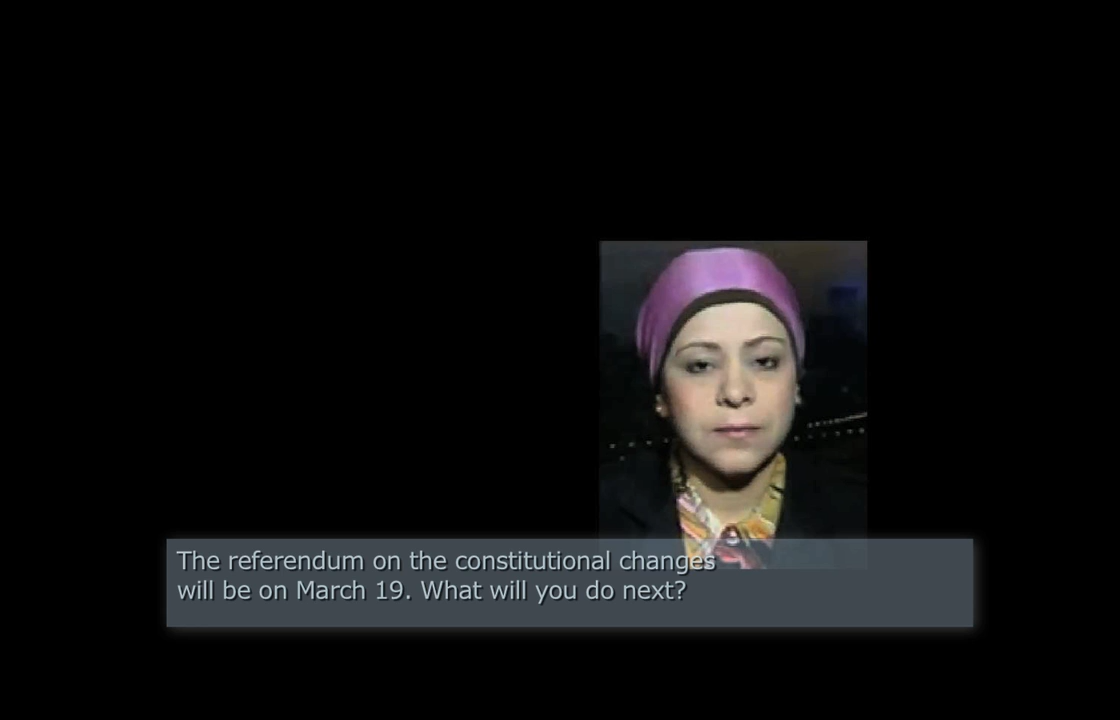 The referendum on the constitutional changes
will be on March 19. What will you do next?